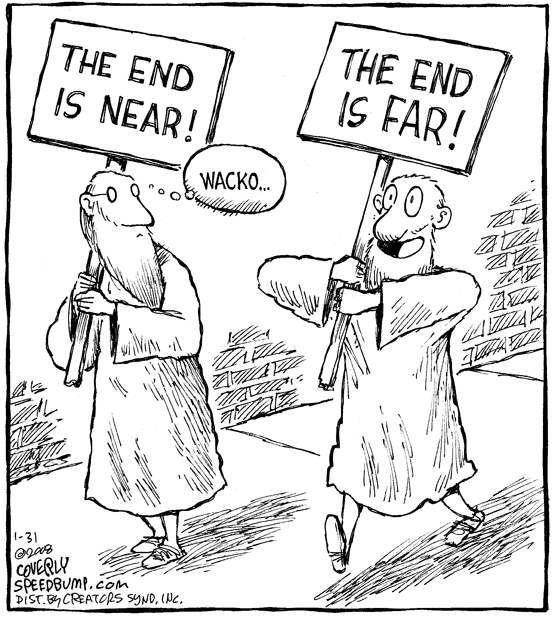 THE END
IS NEAR!
THE END
IS FAR!
WACKO...
1-31
©2008
COVERLY
SPEEDBUMP.COM
DIST. BY CREATORS SYND, INC.